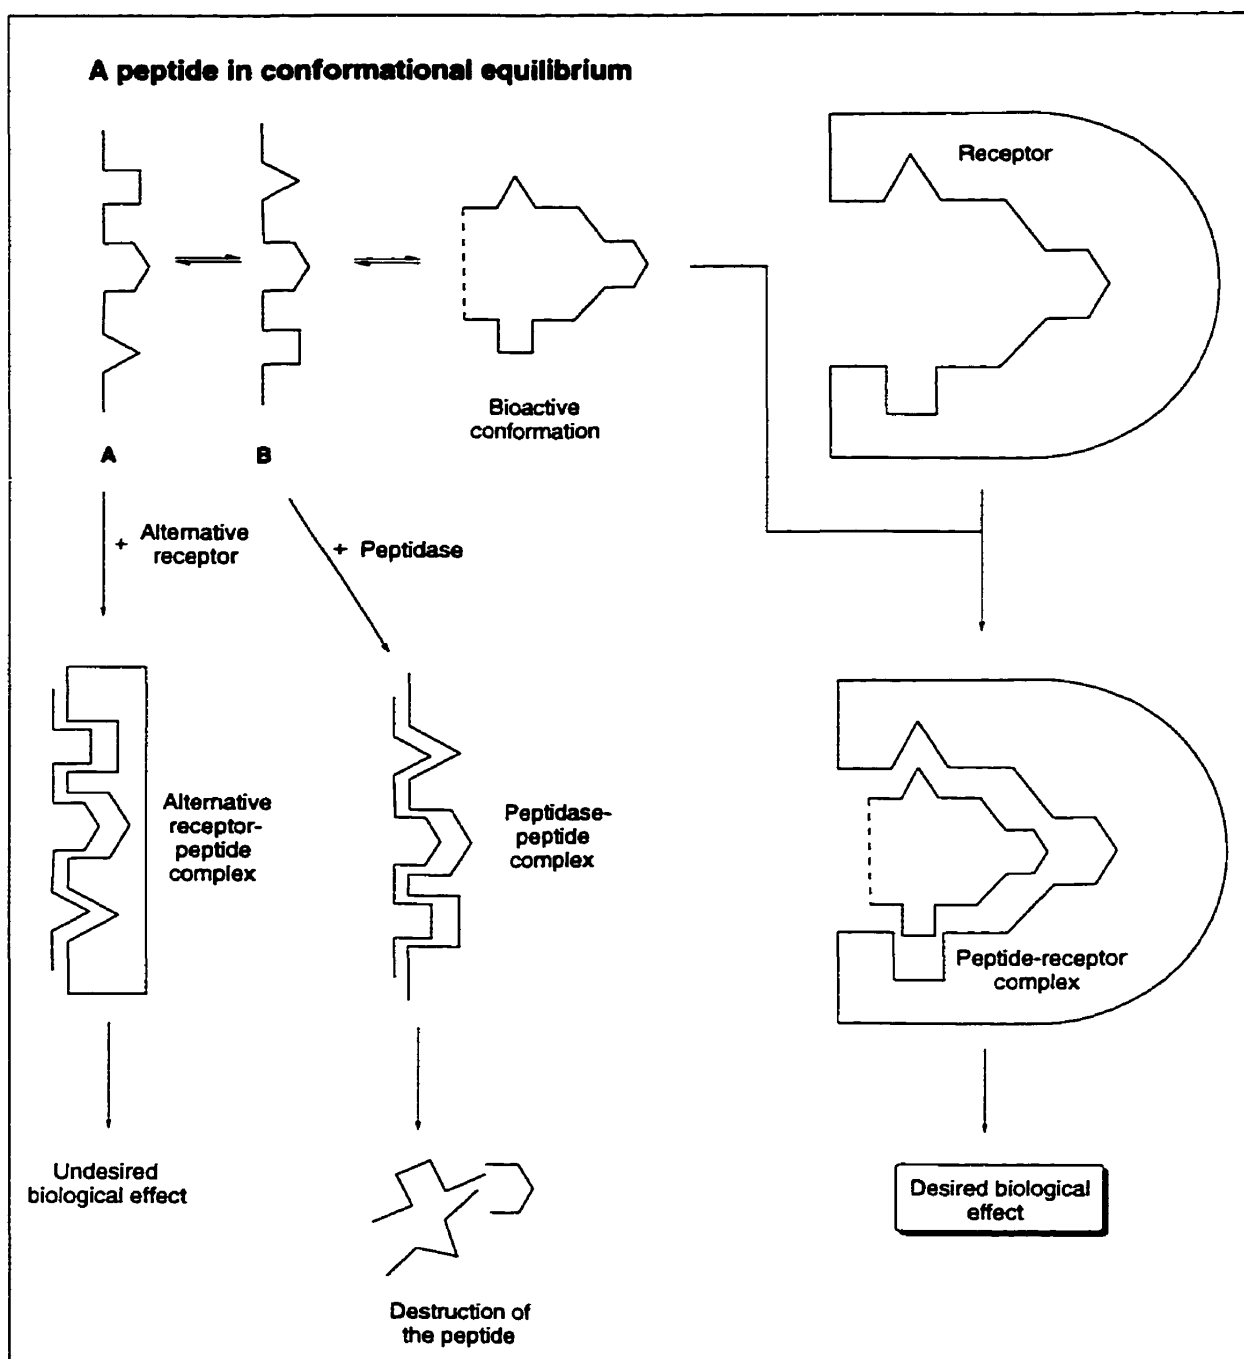 A peptide in conformational equilibrium
Receptor
Bioactive
conformation
A
B
+ Alternative
receptor
+ Peptidase
Alternative
receptor-
peptide
complex
Peptidase-
peptide
complex
Peptide-receptor
complex
Undesired
biological effect
Desired biological
effect
Destruction of
the peptide